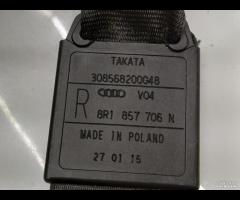 TAKATA
308568200G48
R V04
8R1 857 706 N
MADE IN POLAND
27 01 15